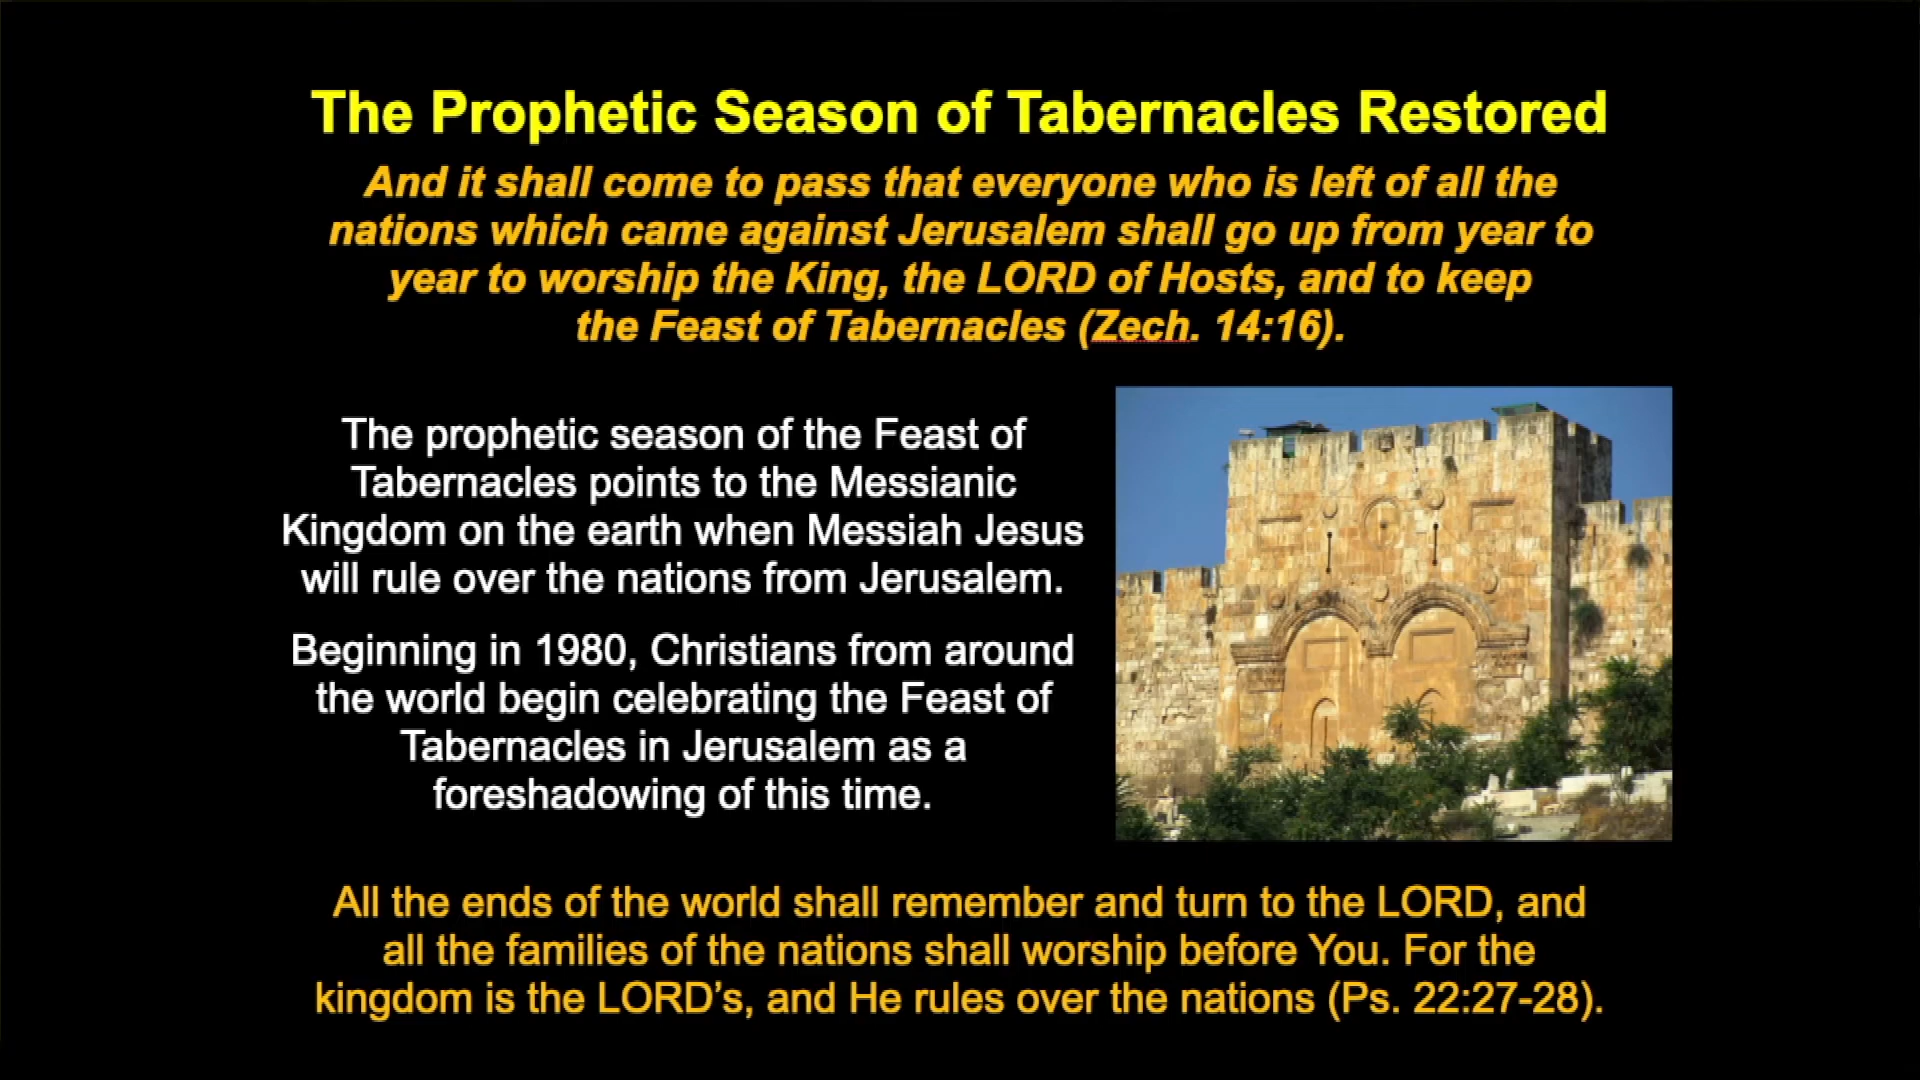 The Prophetic Season of Tabernacles Restored
And it shall come to pass that everyone who is left of all the
nations which came against Jerusalem shall go up from year to
year to worship the King, the LORD of Hosts, and to keep
the Feast of Tabernacles (Zech. 14:16).
The prophetic season of the Feast of
Tabernacles points to the Messianic
Kingdom on the earth when Messiah Jesus
will rule over the nations from Jerusalem.
Beginning in 1980, Christians from around
the world begin celebrating the Feast of
Tabernacles in Jerusalem as a
foreshadowing of this time.
All the ends of the world shall remember and turn to the LORD, and
all the families of the nations shall worship before You. For the
kingdom is the LORD’s, and He rules over the nations (Ps. 22:27-28).